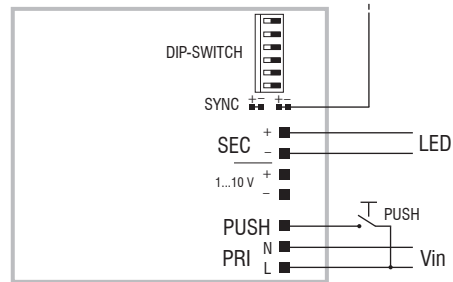 DIP-SWITCH
SYNC + − + −
SEC + LED
−
1...10 V +
−
PUSH PUSH
PRI N Vin
L